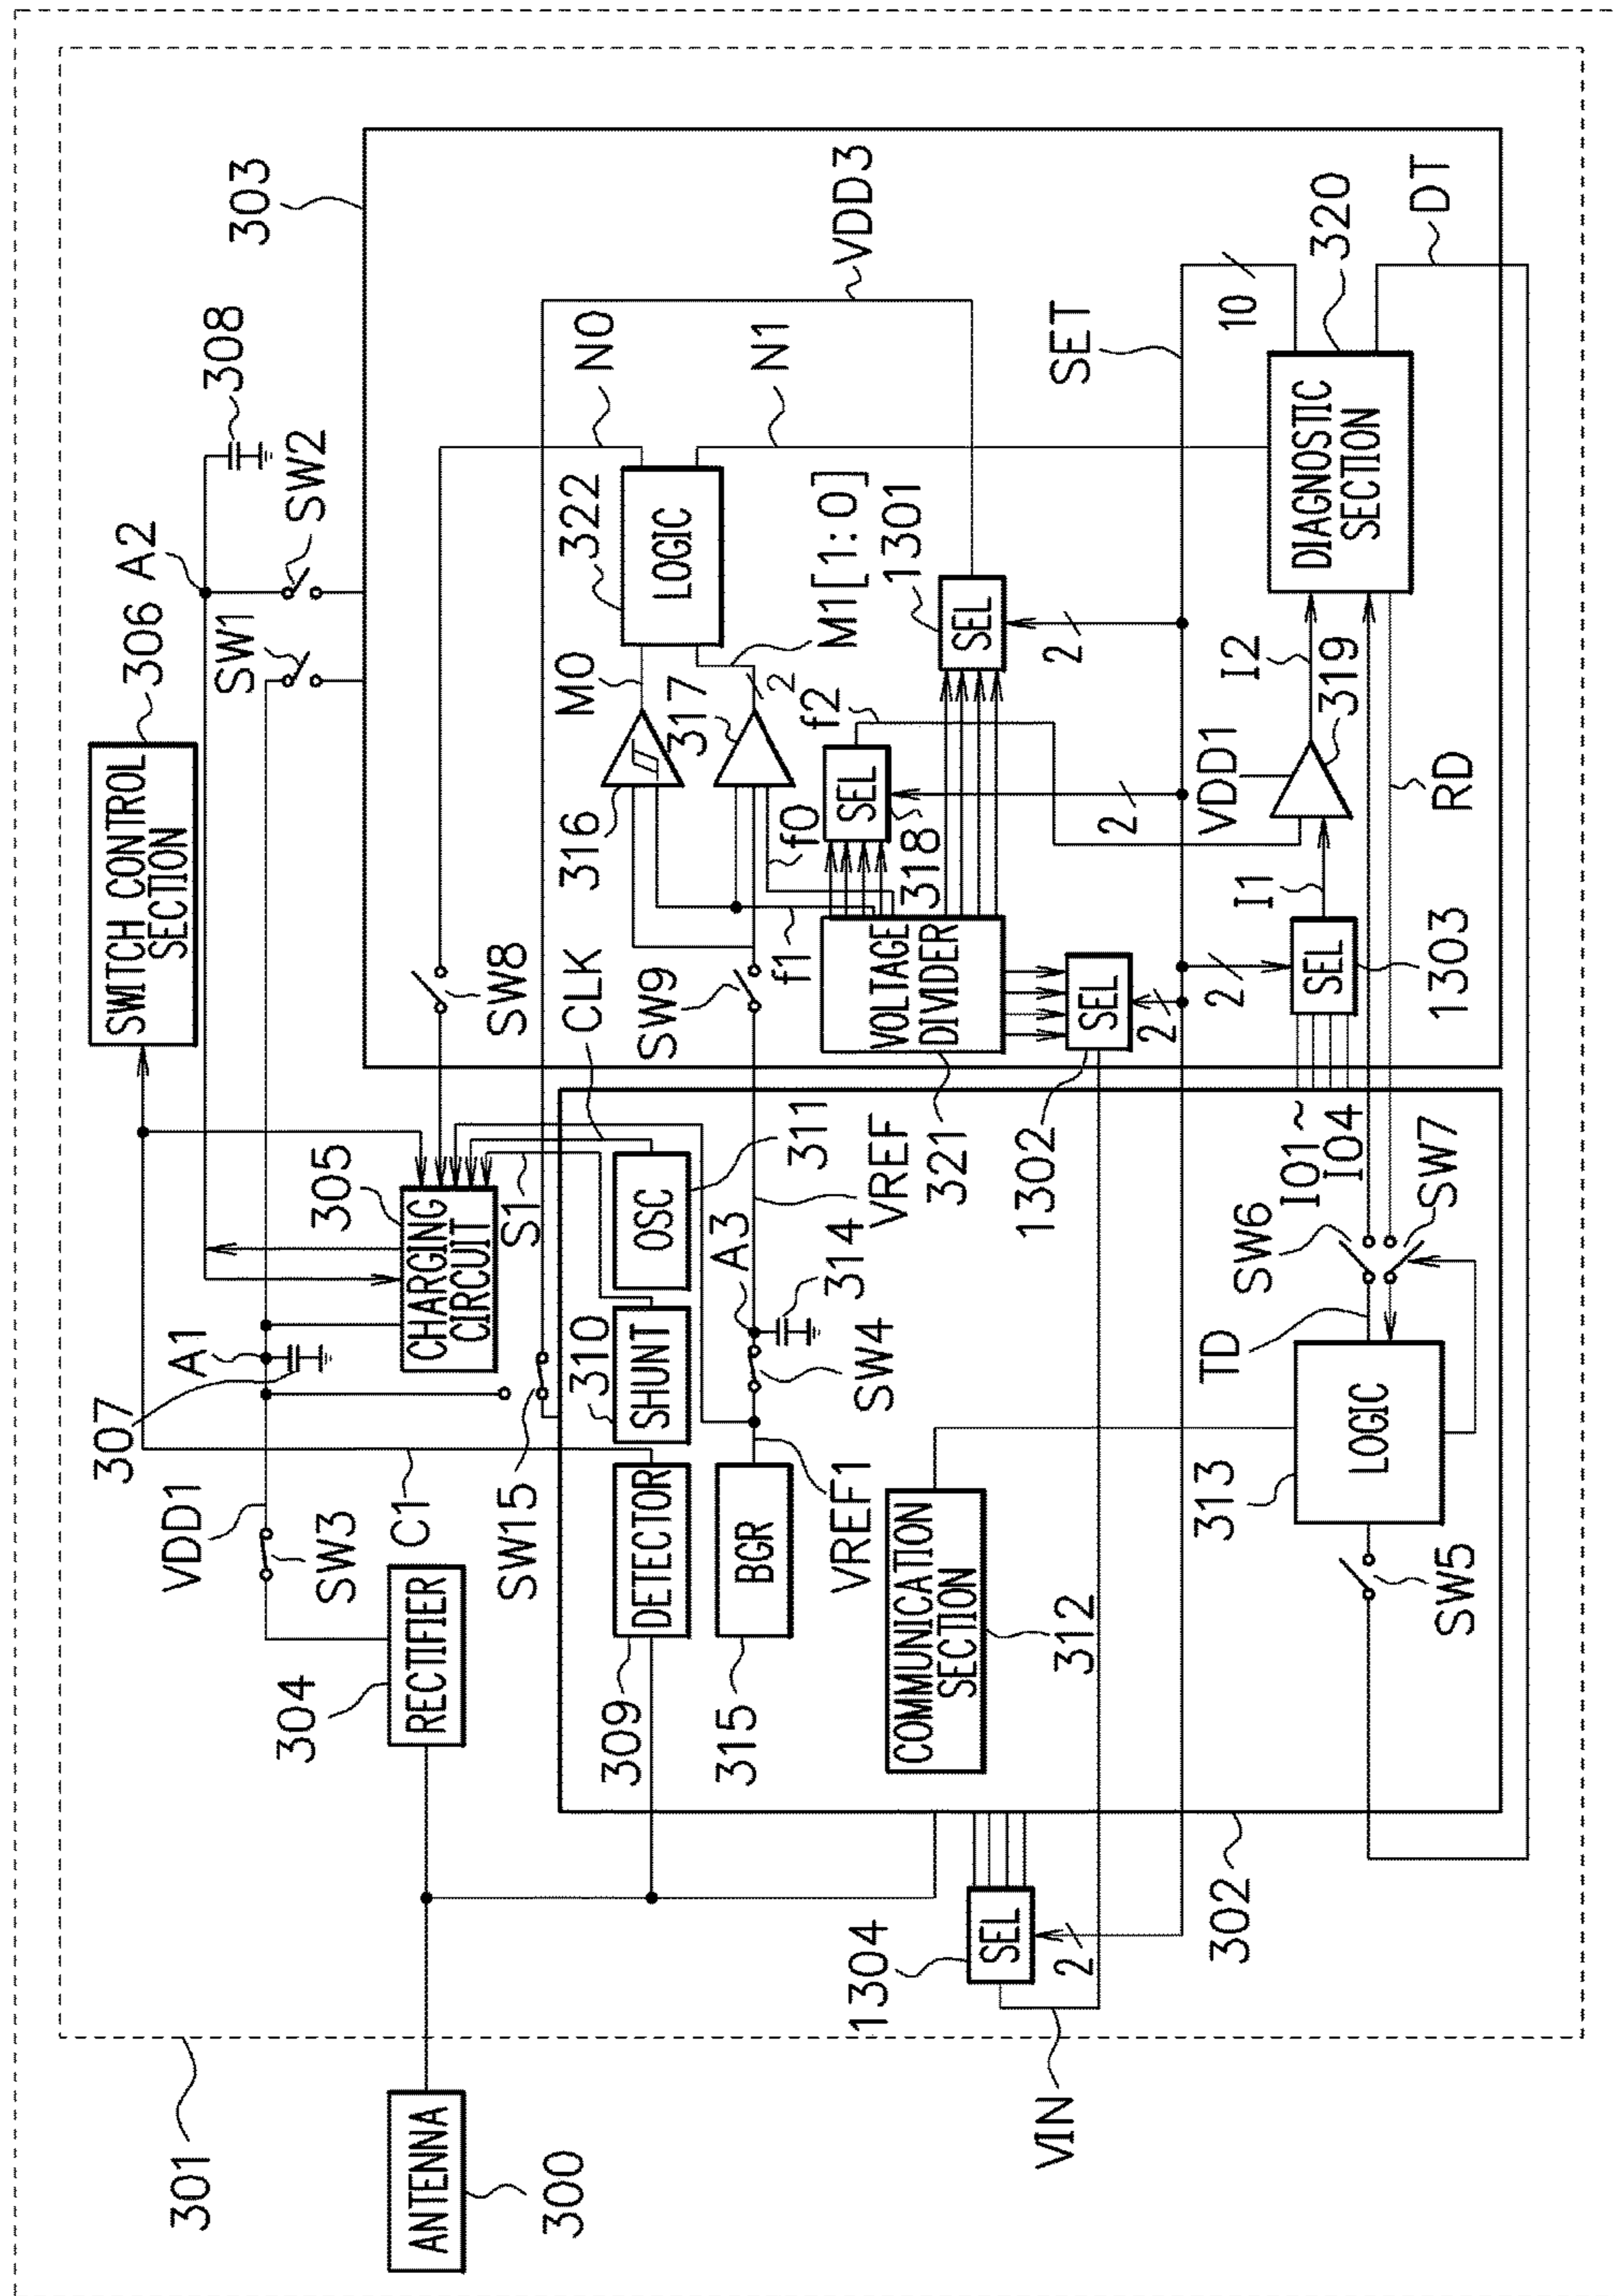 301
ANTENNA
300
304
RECTIFIER
VDD1
SW3
C1
307
A1
305
CHARGING
CIRCUIT
306
SWITCH CONTROL
SECTION
A2
SW1
SW2
308
303
SW15
S1
CLK
SW8
309
DETECTOR
310
SHUNT
311
OSC
315
BGR
VREF1
SW4
314
A3
VREF
SW9
316
M0
317
322
LOGIC
N0
N1
VDD3
M1[1:0]
2
f0
f1
f2
318
SEL
1301
SEL
2
2
321
VOLTAGE
DIVIDER
1302
SEL
2
SET
10
COMMUNICATION
SECTION
312
1304
SEL
2
VIN
302
313
LOGIC
SW5
TD
SW6
SW7
IO1~
IO4
1303
SEL
2
I1
VDD1
319
I2
RD
320
DIAGNOSTIC
SECTION
DT